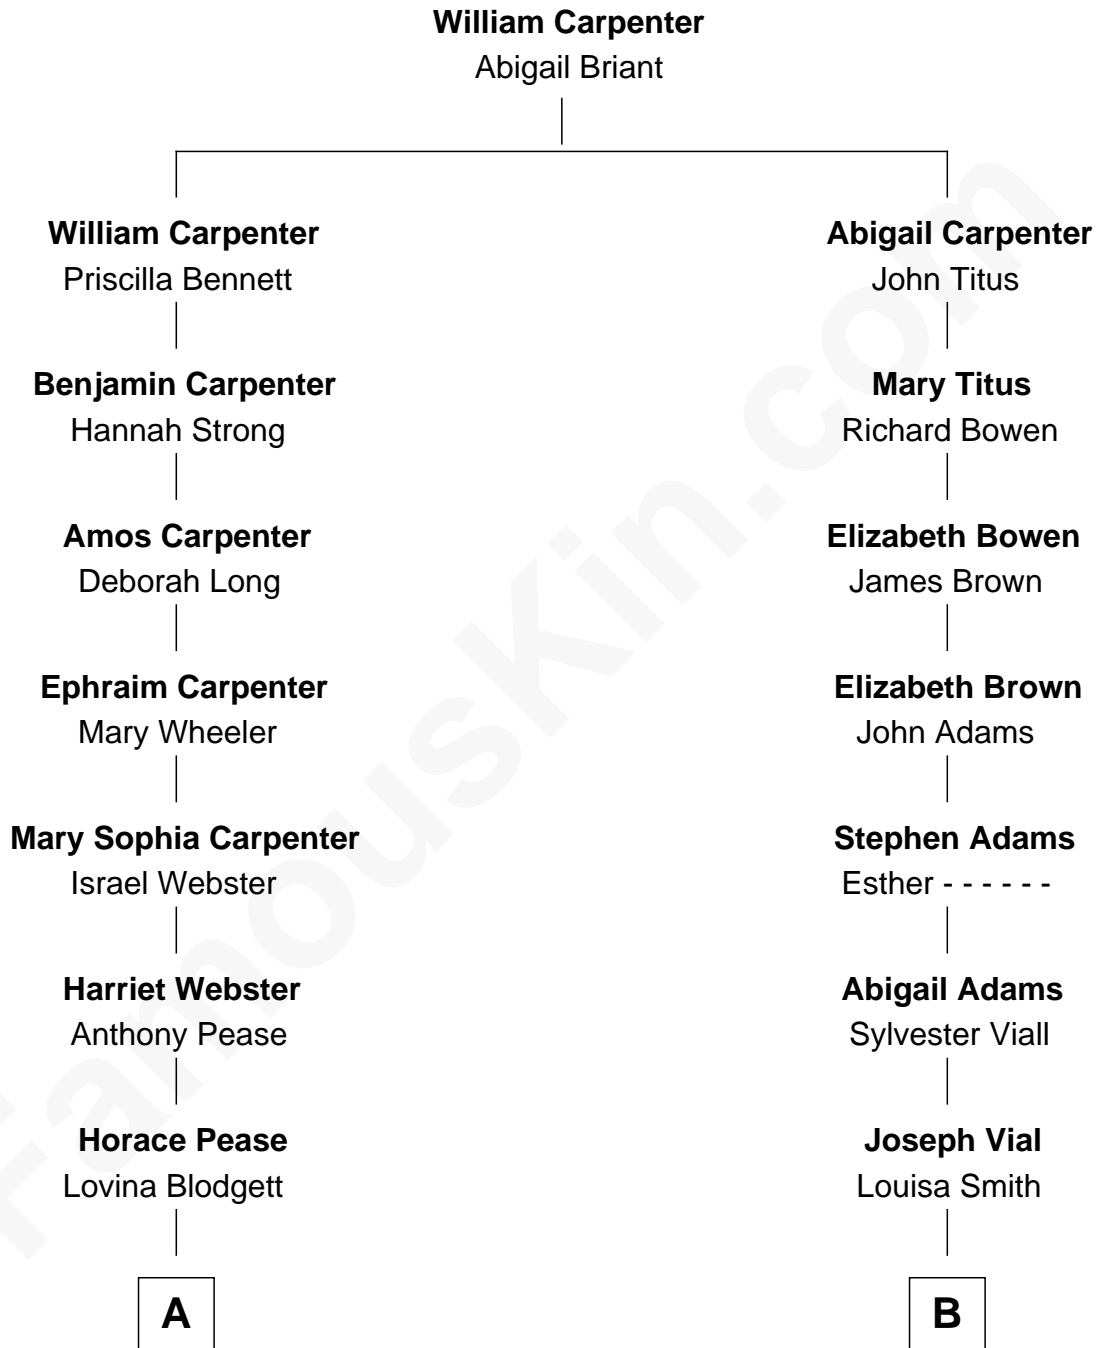 William Carpenter
Abigail Briant
William Carpenter
Priscilla Bennett
Abigail Carpenter
John Titus
Benjamin Carpenter
Hannah Strong
Mary Titus
Richard Bowen
Amos Carpenter
Deborah Long
Elizabeth Bowen
James Brown
Ephraim Carpenter
Mary Wheeler
Elizabeth Brown
John Adams
Mary Sophia Carpenter
Israel Webster
Stephen Adams
Esther - - - - - -
Harriet Webster
Anthony Pease
Abigail Adams
Sylvester Viall
Horace Pease
Lovina Blodgett
Joseph Vial
Louisa Smith
A
B
FamousKin.com